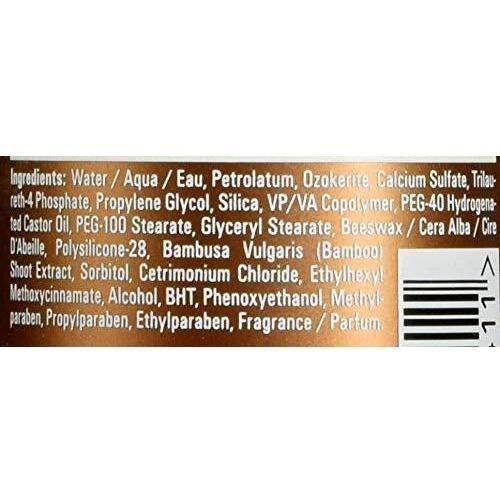 Ingredients: Water / Aqua / Eau, Petrolatum, Ozokerite, Calcium Sulfate, Trilau-
reth-4 Phosphate, Propylene Glycol, Silica, VP/VA Copolymer, PEG-40 Hydrogena-
ted Castor Oil, PEG-100 Stearate, Glyceryl Stearate, Beeswax / Cera Alba / Cire
D'Abeille, Polysilicone-28, Bambusa Vulgaris (Bamboo)
Shoot Extract, Sorbitol, Cetrimonium Chloride, Ethylhexyl
Methoxycinnamate, Alcohol, BHT, Phenoxyethanol, Methyl-
paraben, Propylparaben, Ethylparaben, Fragrance / Parfum.